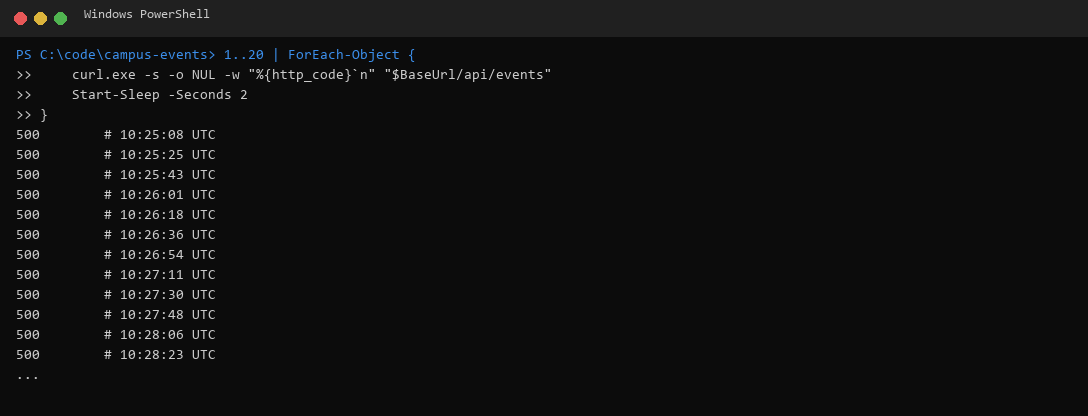 Windows PowerShell
PS C:\code\campus-events> 1..20 | ForEach-Object {
>>     curl.exe -s -o NUL -w "%{http_code}`n" "$BaseUrl/api/events"
>>     Start-Sleep -Seconds 2
>> }
500        # 10:25:08 UTC
500        # 10:25:25 UTC
500        # 10:25:43 UTC
500        # 10:26:01 UTC
500        # 10:26:18 UTC
500        # 10:26:36 UTC
500        # 10:26:54 UTC
500        # 10:27:11 UTC
500        # 10:27:30 UTC
500        # 10:27:48 UTC
500        # 10:28:06 UTC
500        # 10:28:23 UTC
...